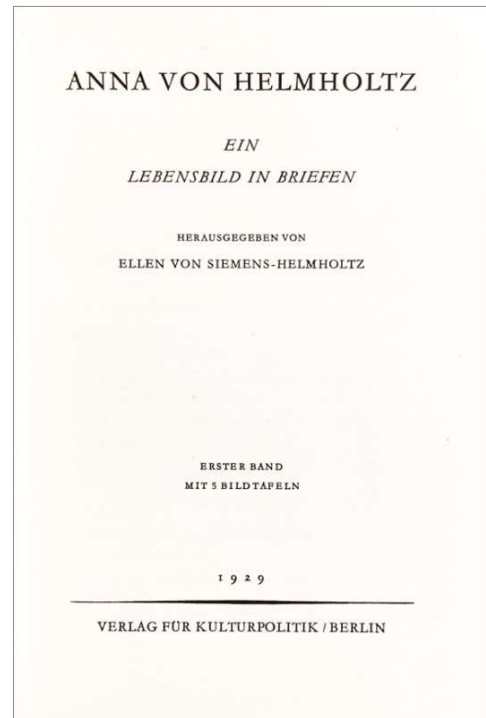 ANNA VON HELMHOLTZ
EIN
LEBENSBILD IN BRIEFEN
HERAUSGEGEBEN VON
ELLEN VON SIEMENS-HELMHOLTZ
ERSTER BAND
MIT 5 BILDTAFELN
1929
VERLAG FÜR KULTURPOLITIK / BERLIN